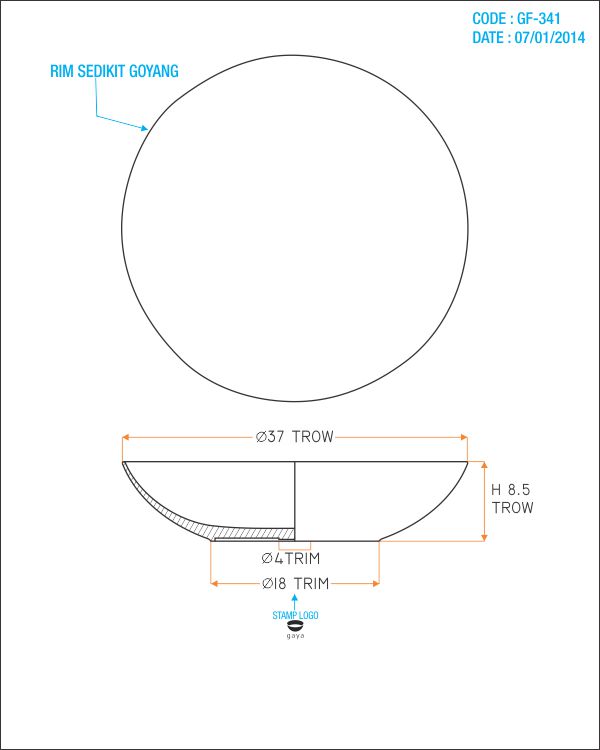 CODE : GF-341
DATE : 07/01/2014
RIM SEDIKIT GOYANG
Ø37 TROW
H 8.5
TROW
Ø4TRIM
Ø18 TRIM
STAMP LOGO
gaya